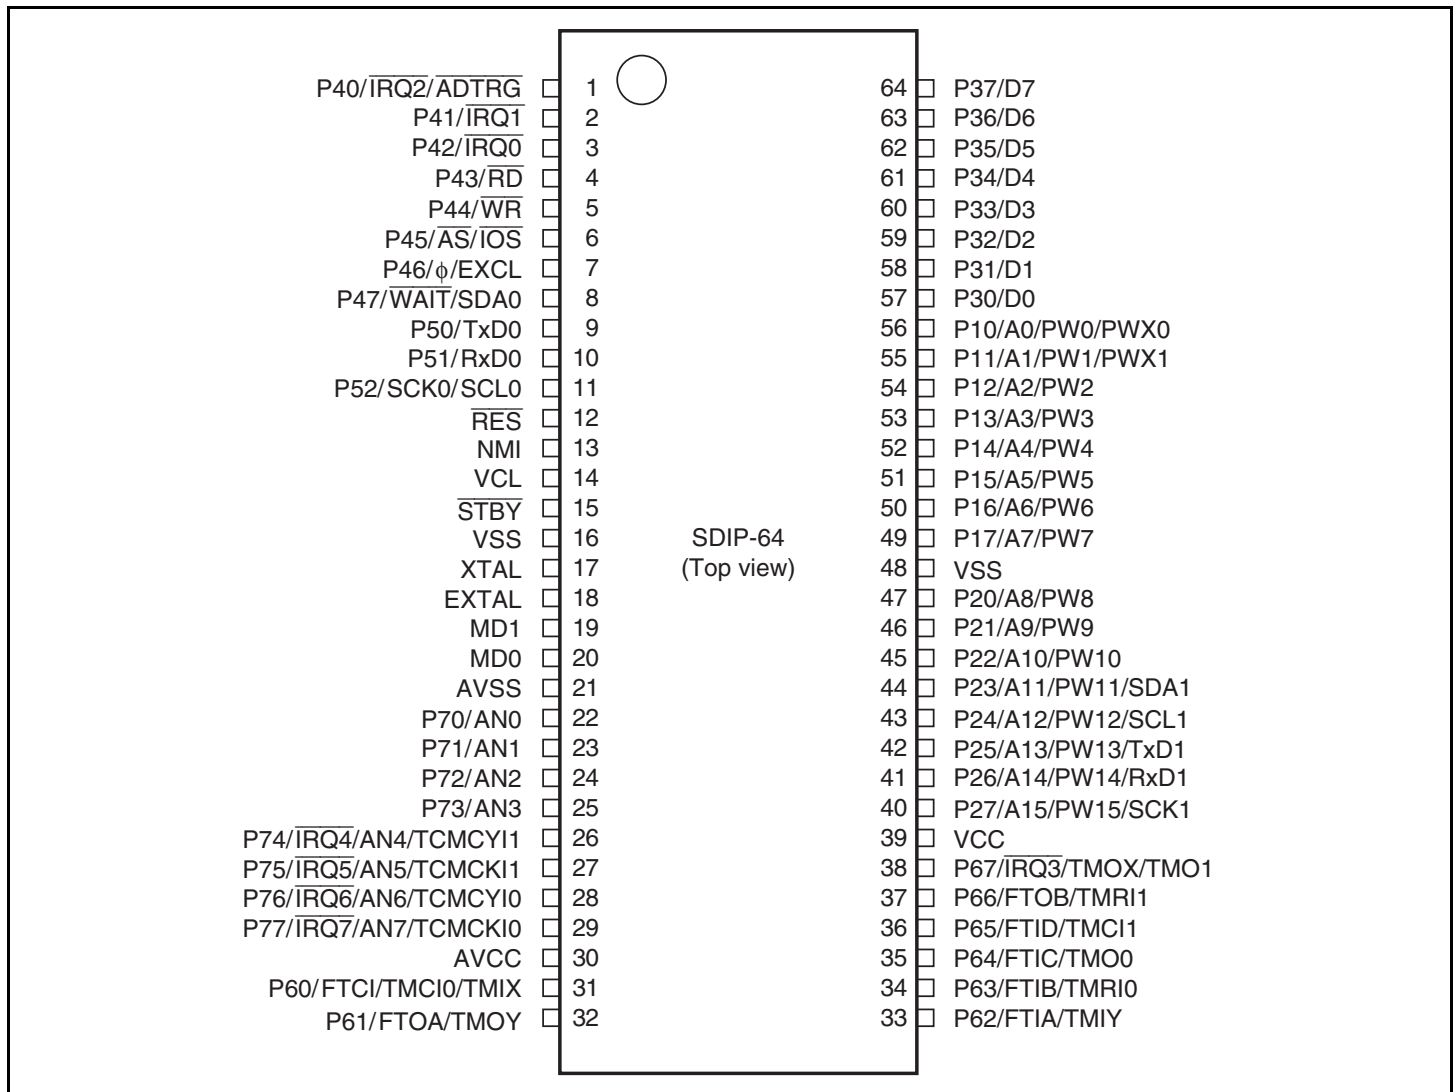 P40/IRQ2/ADTRG 1 64 P37/D7
P41/IRQ1 2 63 P36/D6
P42/IRQ0 3 62 P35/D5
P43/RD 4 61 P34/D4
P44/WR 5 60 P33/D3
P45/AS/IOS 6 59 P32/D2
P46/ϕ/EXCL 7 58 P31/D1
P47/WAIT/SDA0 8 57 P30/D0
P50/TxD0 9 56 P10/A0/PW0/PWX0
P51/RxD0 10 55 P11/A1/PW1/PWX1
P52/SCK0/SCL0 11 54 P12/A2/PW2
RES 12 53 P13/A3/PW3
NMI 13 52 P14/A4/PW4
VCL 14 51 P15/A5/PW5
STBY 15 50 P16/A6/PW6
VSS 16 SDIP-64 49 P17/A7/PW7
XTAL 17 (Top view) 48 VSS
EXTAL 18 47 P20/A8/PW8
MD1 19 46 P21/A9/PW9
MD0 20 45 P22/A10/PW10
AVSS 21 44 P23/A11/PW11/SDA1
P70/AN0 22 43 P24/A12/PW12/SCL1
P71/AN1 23 42 P25/A13/PW13/TxD1
P72/AN2 24 41 P26/A14/PW14/RxD1
P73/AN3 25 40 P27/A15/PW15/SCK1
P74/IRQ4/AN4/TCMCYI1 26 39 VCC
P75/IRQ5/AN5/TCMCKI1 27 38 P67/IRQ3/TMOX/TMO1
P76/IRQ6/AN6/TCMCYI0 28 37 P66/FTOB/TMRI1
P77/IRQ7/AN7/TCMCKI0 29 36 P65/FTID/TMCI1
AVCC 30 35 P64/FTIC/TMO0
P60/FTCI/TMCI0/TMIX 31 34 P63/FTIB/TMRI0
P61/FTOA/TMOY 32 33 P62/FTIA/TMIY